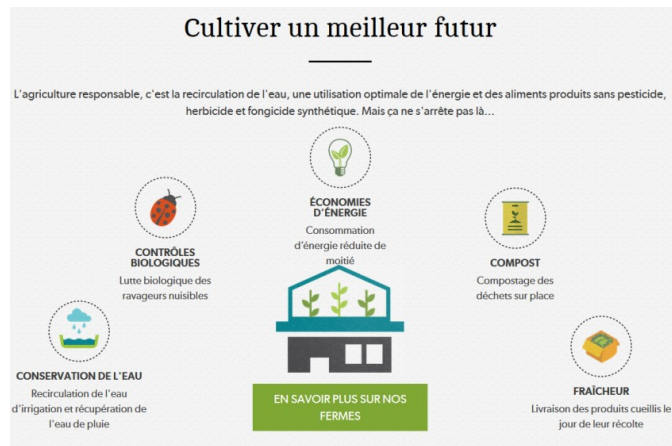 Cultiver un meilleur futur
L'agriculture responsable, c'est la recirculation de l'eau, une utilisation optimale de l'énergie et des aliments produits sans pesticide,
herbicide et fongicide synthétique. Mais ça ne s'arrête pas là...
ÉCONOMIES
D'ÉNERGIE
Consommation
d'énergie réduite de
moitié
CONTRÔLES
BIOLOGIQUES
Lutte biologique des
ravageurs nuisibles
COMPOST
Compostage des
déchets sur place
CONSERVATION DE L'EAU
Recirculation de l'eau
d'irrigation et récupération de
l'eau de pluie
FRAÎCHEUR
Livraison des produits cueillis le
jour de leur récolte
EN SAVOIR PLUS SUR NOS
FERMES